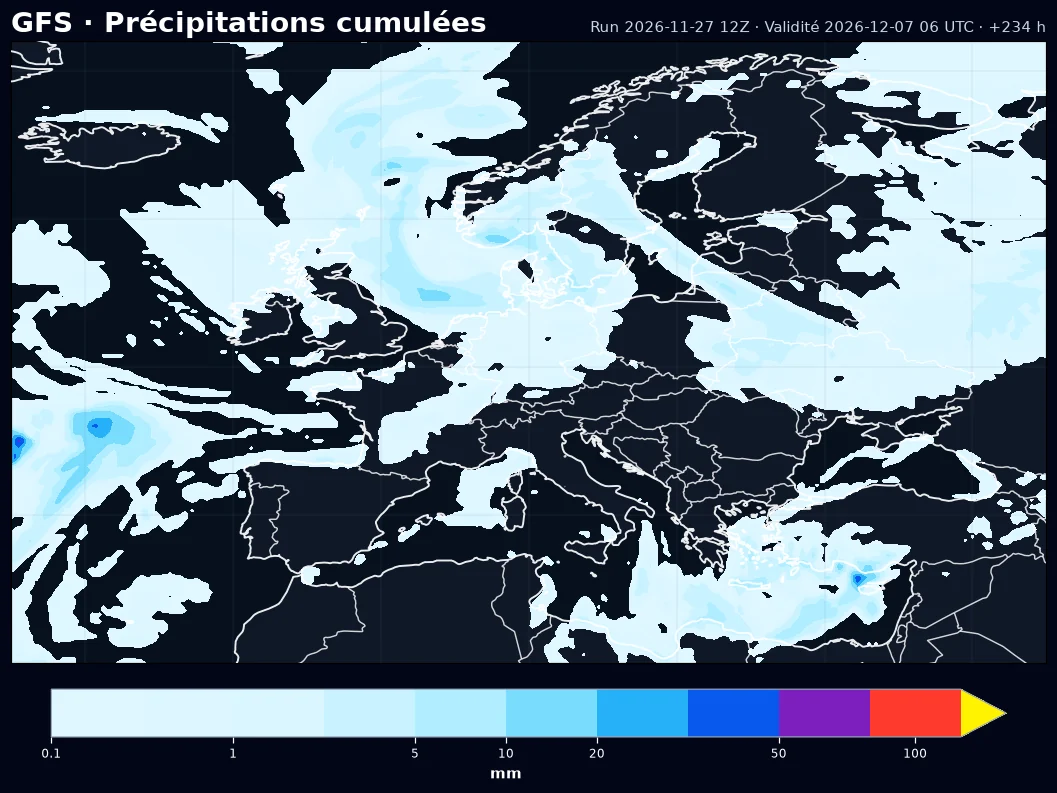 GFS · Précipitations cumulées
Run 2026-11-27 12Z · Validité 2026-12-07 06 UTC · +234 h
0.1 1 5 10 20 50 100
mm